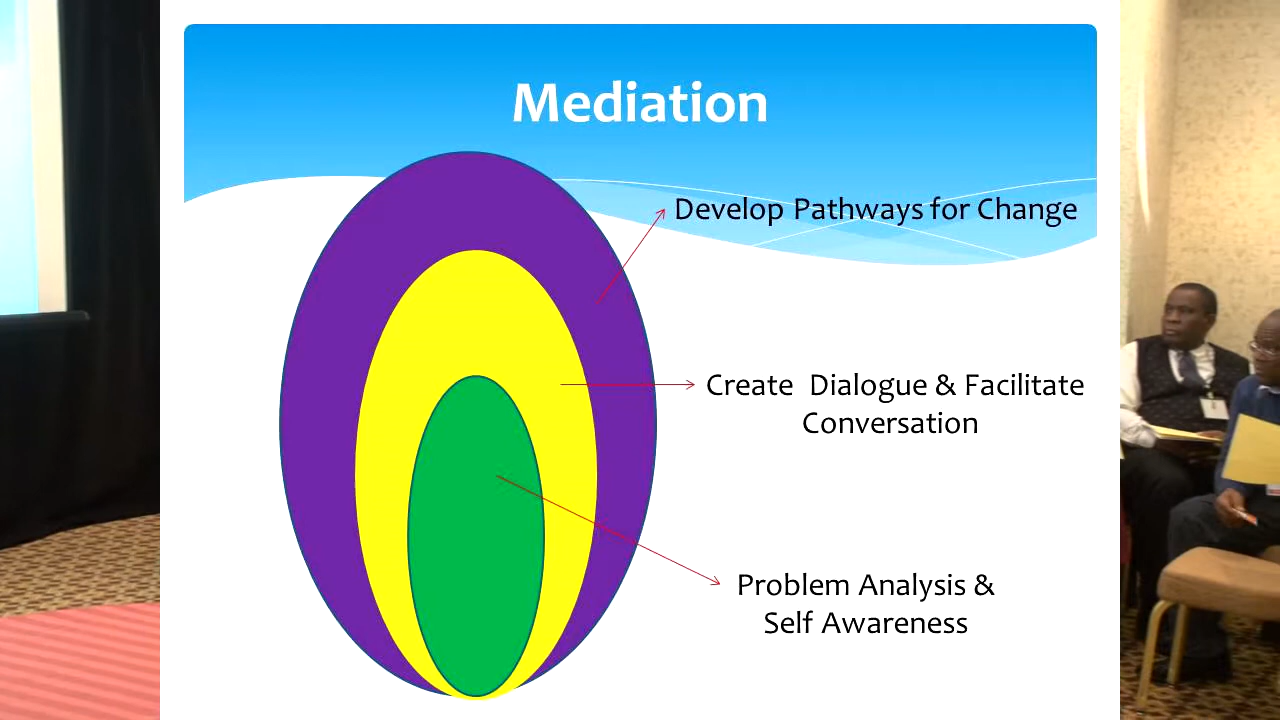 Mediation
Develop Pathways for Change
Create  Dialogue & Facilitate
Conversation
Problem Analysis &
Self Awareness